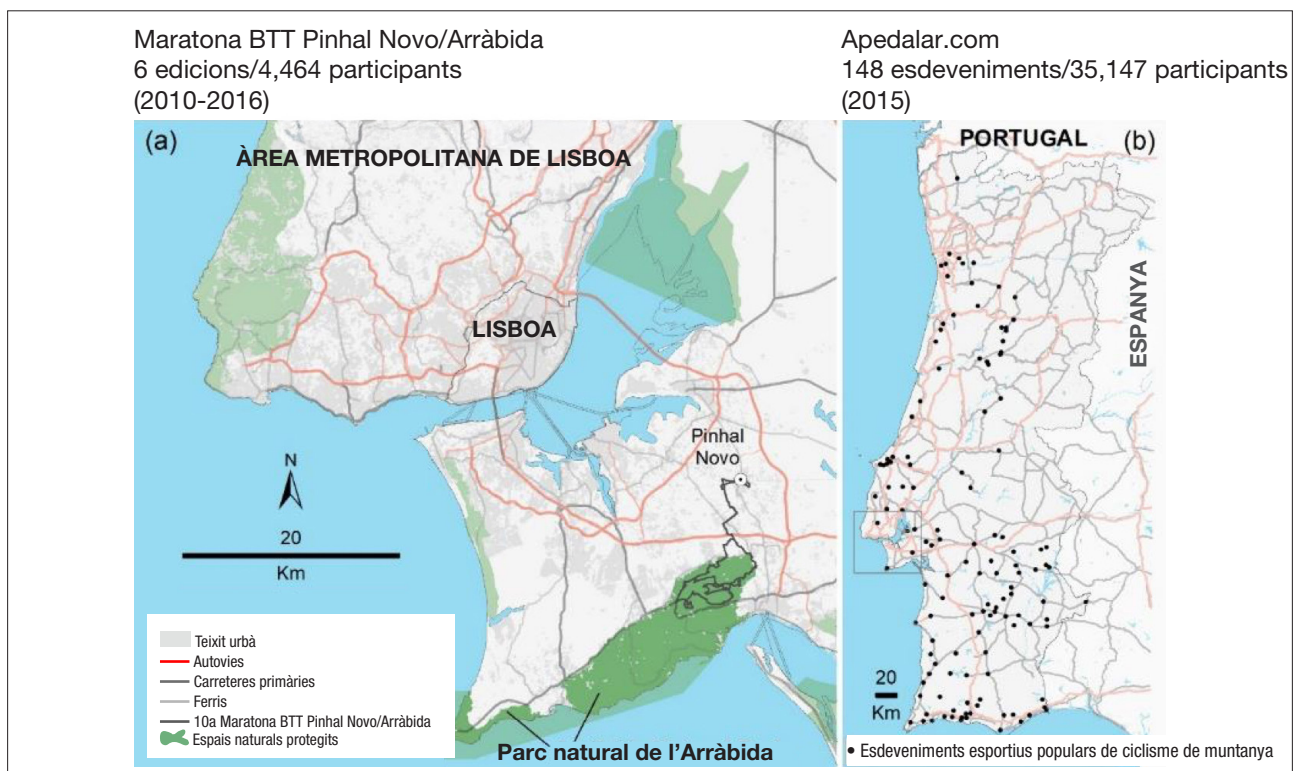 Maratona BTT Pinhal Novo/Arràbida
6 edicions/4,464 participants
(2010-2016)
Apedalar.com
148 esdeveniments/35,147 participants
(2015)
(a)
ÀREA METROPOLITANA DE LISBOA
LISBOA
Pinhal
Novo
N
20
Km
Teixit urbà
Autovies
Carreteres primàries
Ferris
10a Maratona BTT Pinhal Novo/Arràbida
Espais naturals protegits
Parc natural de l'Arràbida
PORTUGAL
(b)
ESPANYA
20
Km
• Esdeveniments esportius populars de ciclisme de muntanya